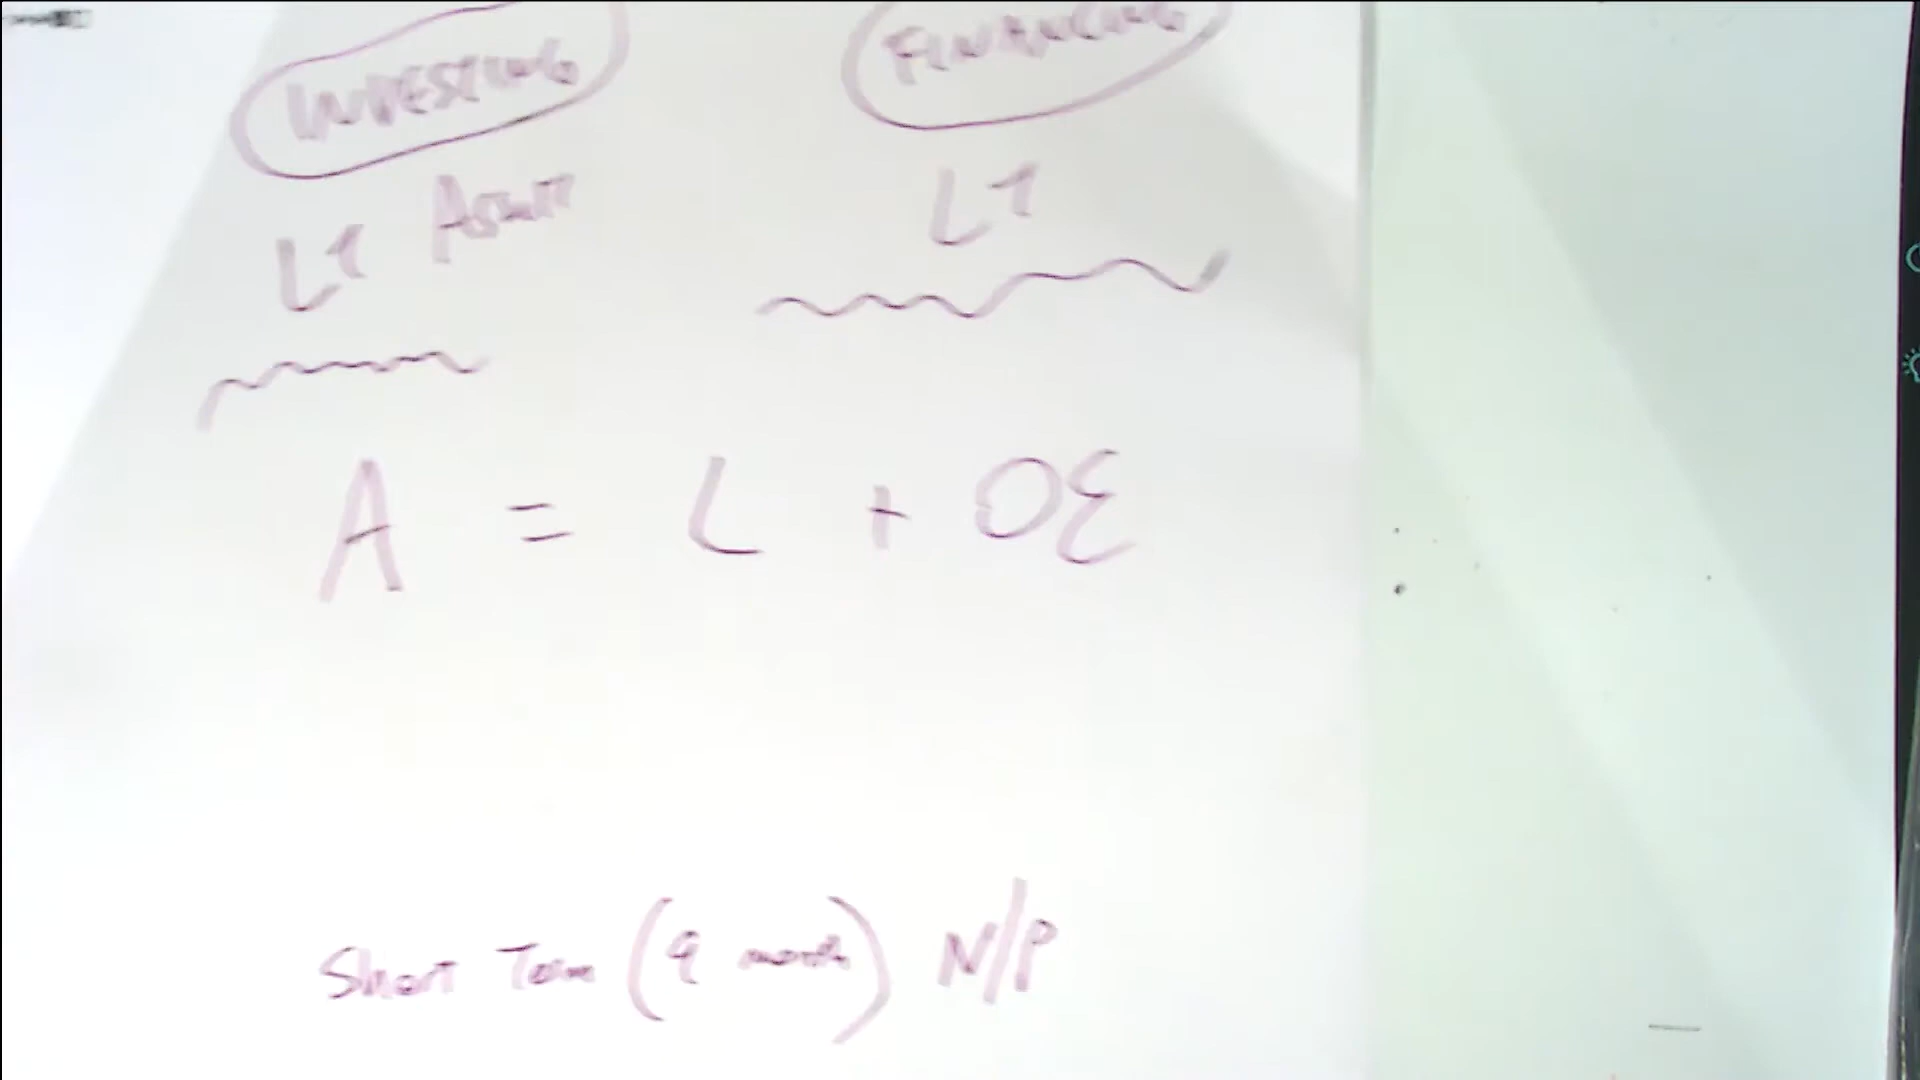 INVESTING FINANCING
LT Asset LT
A = L + OE
Short Term (9 month) N/P